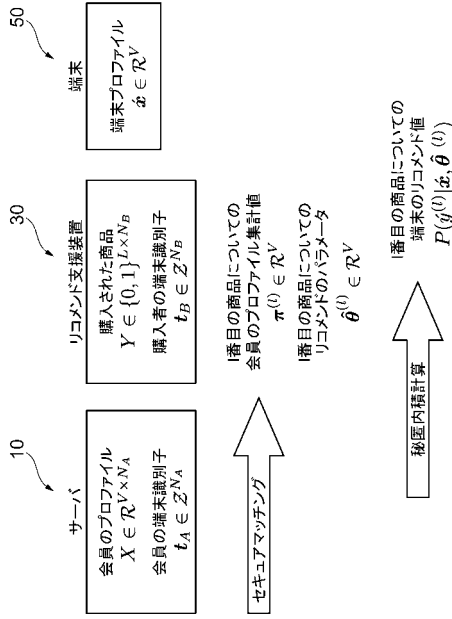 10
サーバ
会員のプロファイル
X ∈ R^{V×N_A}
会員の端末識別子
t_A ∈ Z^{N_A}
30
リコメンド支援装置
購入された商品
Y ∈ {0, 1}^{L×N_B}
購入者の端末識別子
t_B ∈ Z^{N_B}
50
端末
端末プロファイル
x́ ∈ R^V
セキュアマッチング
l番目の商品についての
会員のプロファイル集計値
π^{(l)} ∈ R^V
l番目の商品についての
リコメンドのパラメータ
θ̂^{(l)} ∈ R^V
秘匿内積計算
l番目の商品についての
端末のリコメンド値
P(ý^{(l)}|x́, θ̂^{(l)})